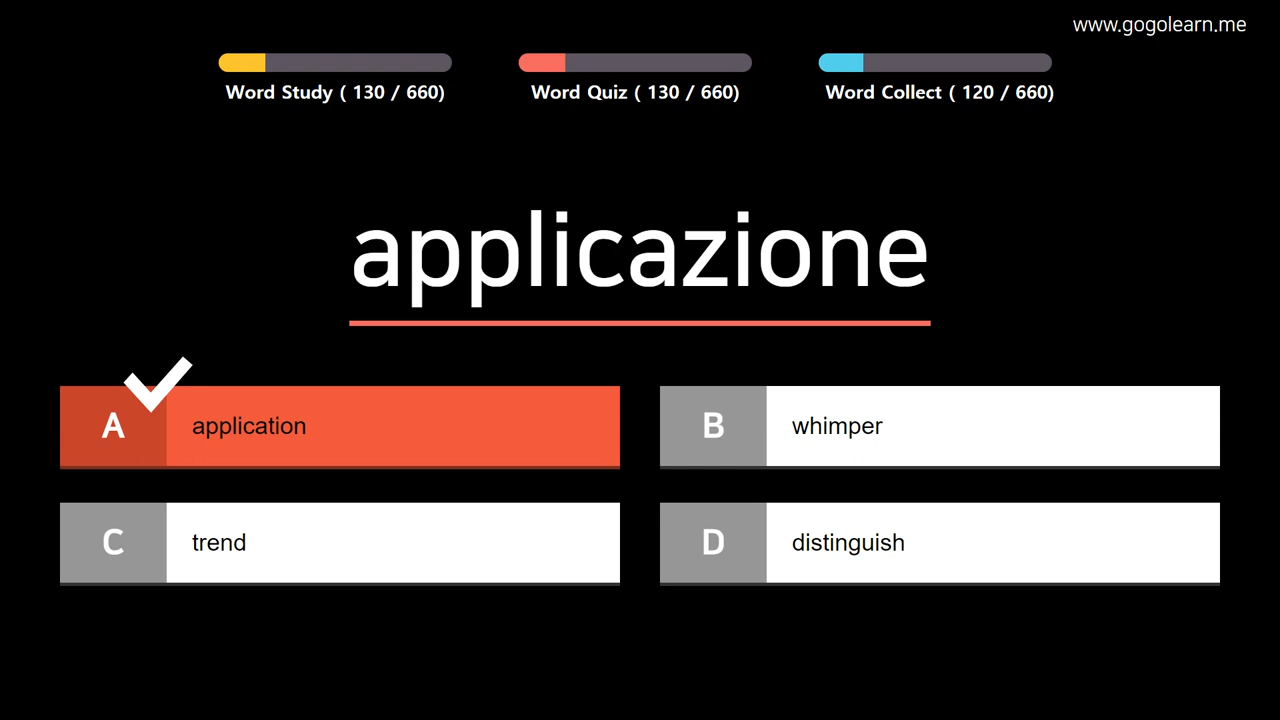 www.gogolearn.me
Word Study ( 130 / 660)
Word Quiz ( 130 / 660)
Word Collect ( 120 / 660)
applicazione
A application
B whimper
C trend
D distinguish